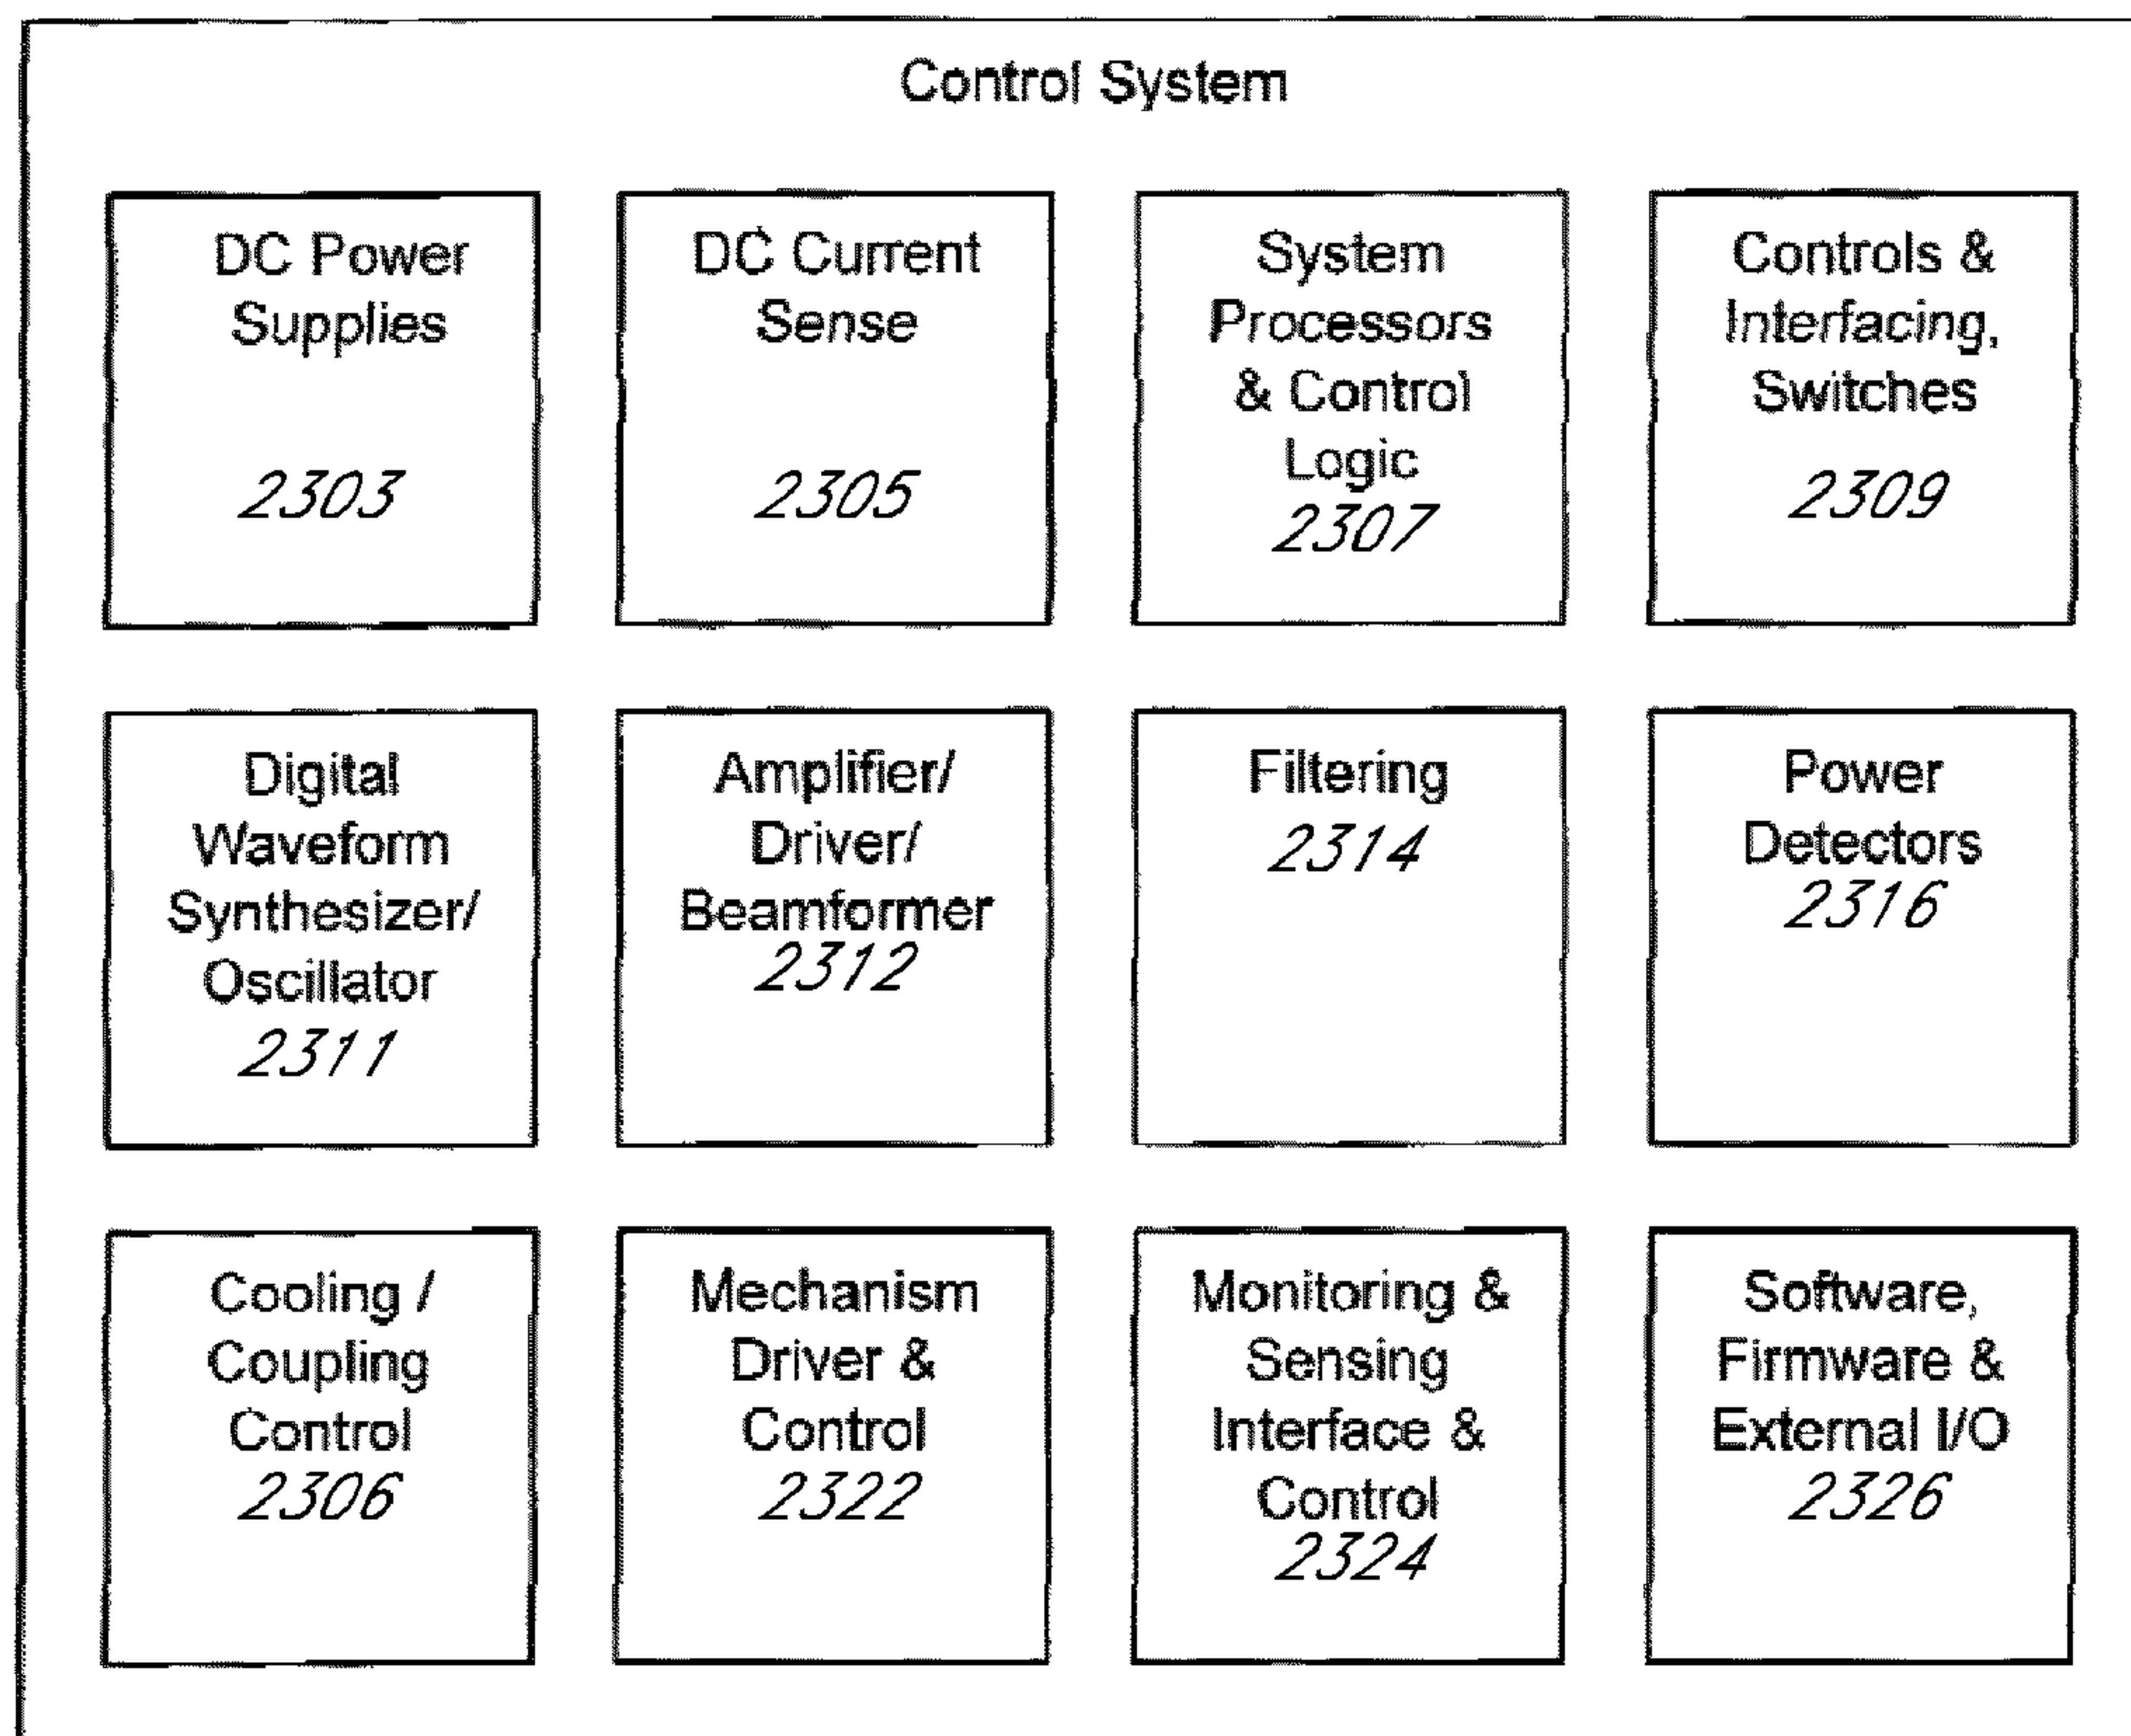 Control System
DC Power
Supplies
2303
DC Current
Sense
2305
System
Processors
& Control
Logic
2307
Controls &
Interfacing,
Switches
2309
Digital
Waveform
Synthesizer/
Oscillator
2311
Amplifier/
Driver/
Beamformer
2312
Filtering
2314
Power
Detectors
2316
Cooling /
Coupling
Control
2306
Mechanism
Driver &
Control
2322
Monitoring &
Sensing
Interface &
Control
2324
Software,
Firmware &
External I/O
2326